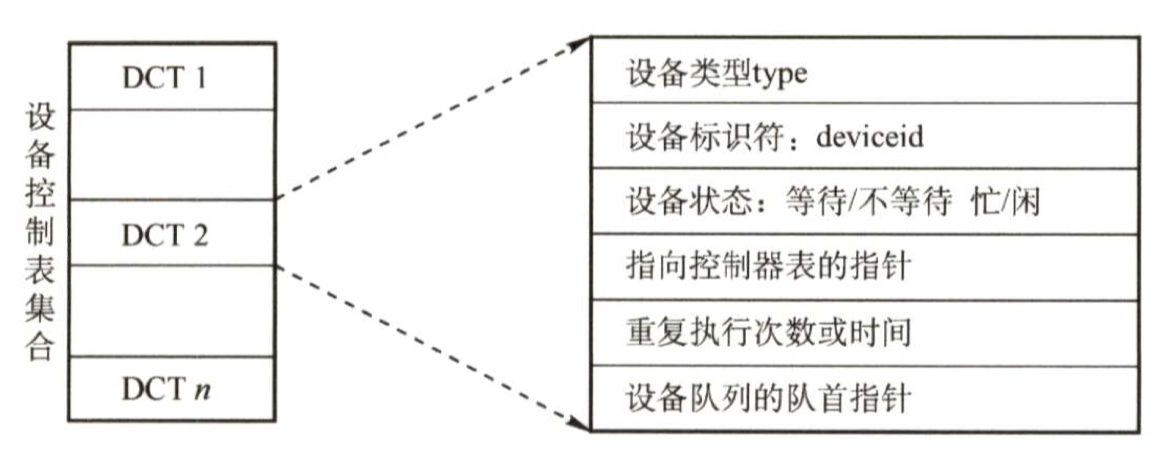 设备控制表集合
DCT 1
DCT 2
DCT n
设备类型type
设备标识符：deviceid
设备状态：等待/不等待 忙/闲
指向控制器表的指针
重复执行次数或时间
设备队列的队首指针